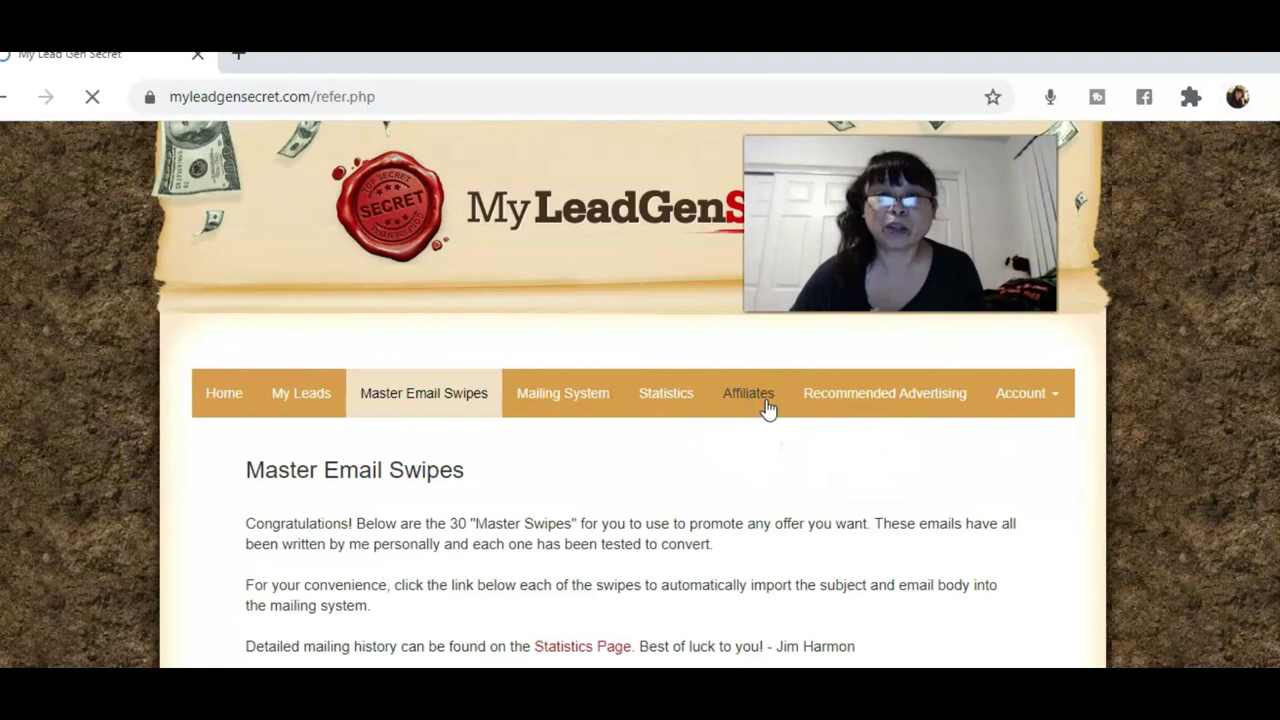 My Lead Gen Secret
myleadgensecret.com/refer.php
TOP SECRET
SECRET
My LeadGenS
Home My Leads Master Email Swipes Mailing System Statistics Affiliates Recommended Advertising Account
Master Email Swipes
Congratulations! Below are the 30 "Master Swipes" for you to use to promote any offer you want. These emails have all
been written by me personally and each one has been tested to convert.
For your convenience, click the link below each of the swipes to automatically import the subject and email body into
the mailing system.
Detailed mailing history can be found on the Statistics Page. Best of luck to you! - Jim Harmon